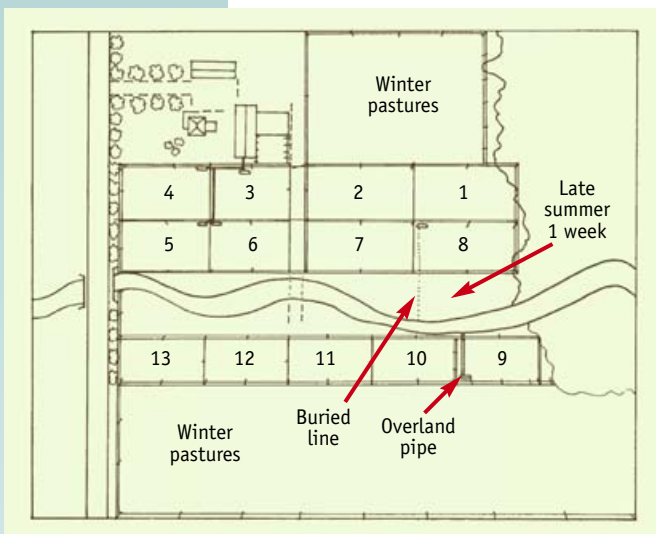 Winter
pastures
4 3 2 1
Late
summer
1 week
5 6 7 8
13 12 11 10 9
Buried
line
Overland
pipe
Winter
pastures